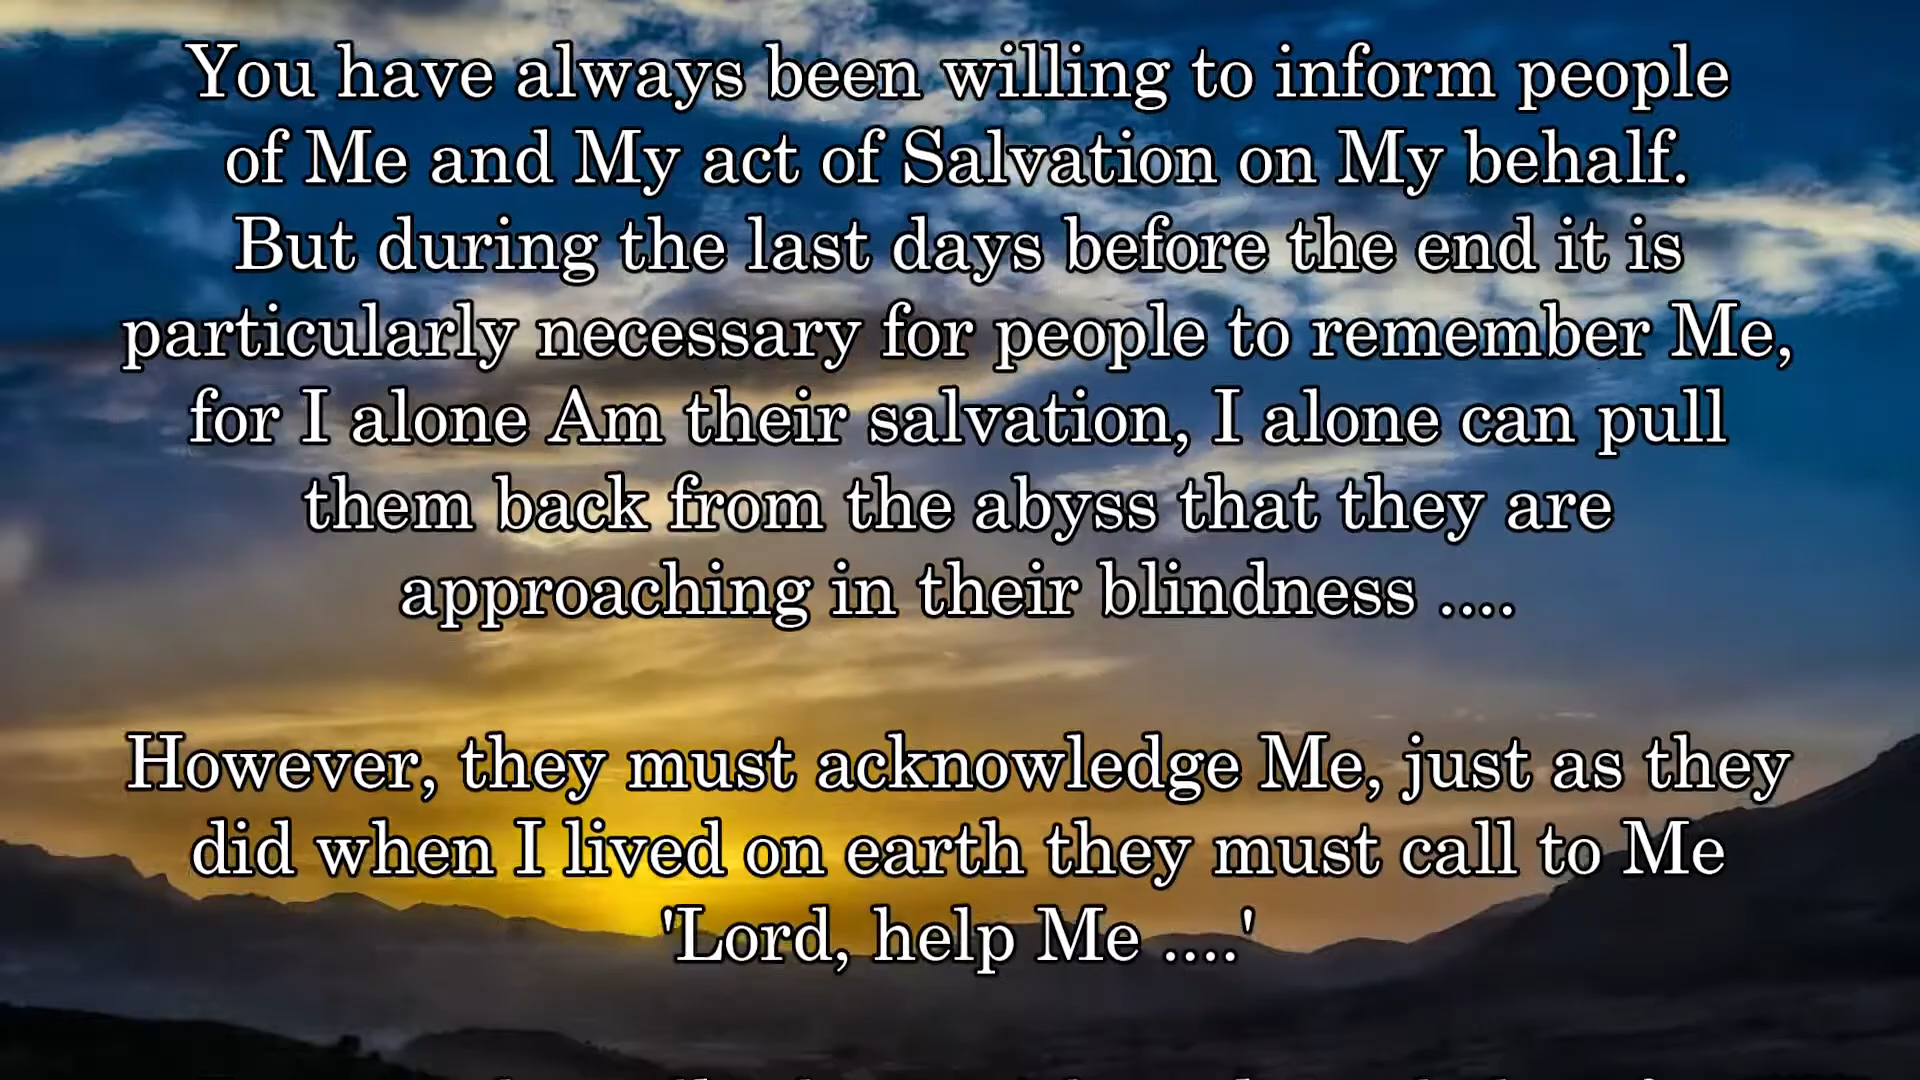 You have always been willing to inform people
of Me and My act of Salvation on My behalf.
But during the last days before the end it is
particularly necessary for people to remember Me,
for I alone Am their salvation, I alone can pull
them back from the abyss that they are
approaching in their blindness ....
However, they must acknowledge Me, just as they
did when I lived on earth they must call to Me
'Lord, help Me ....'